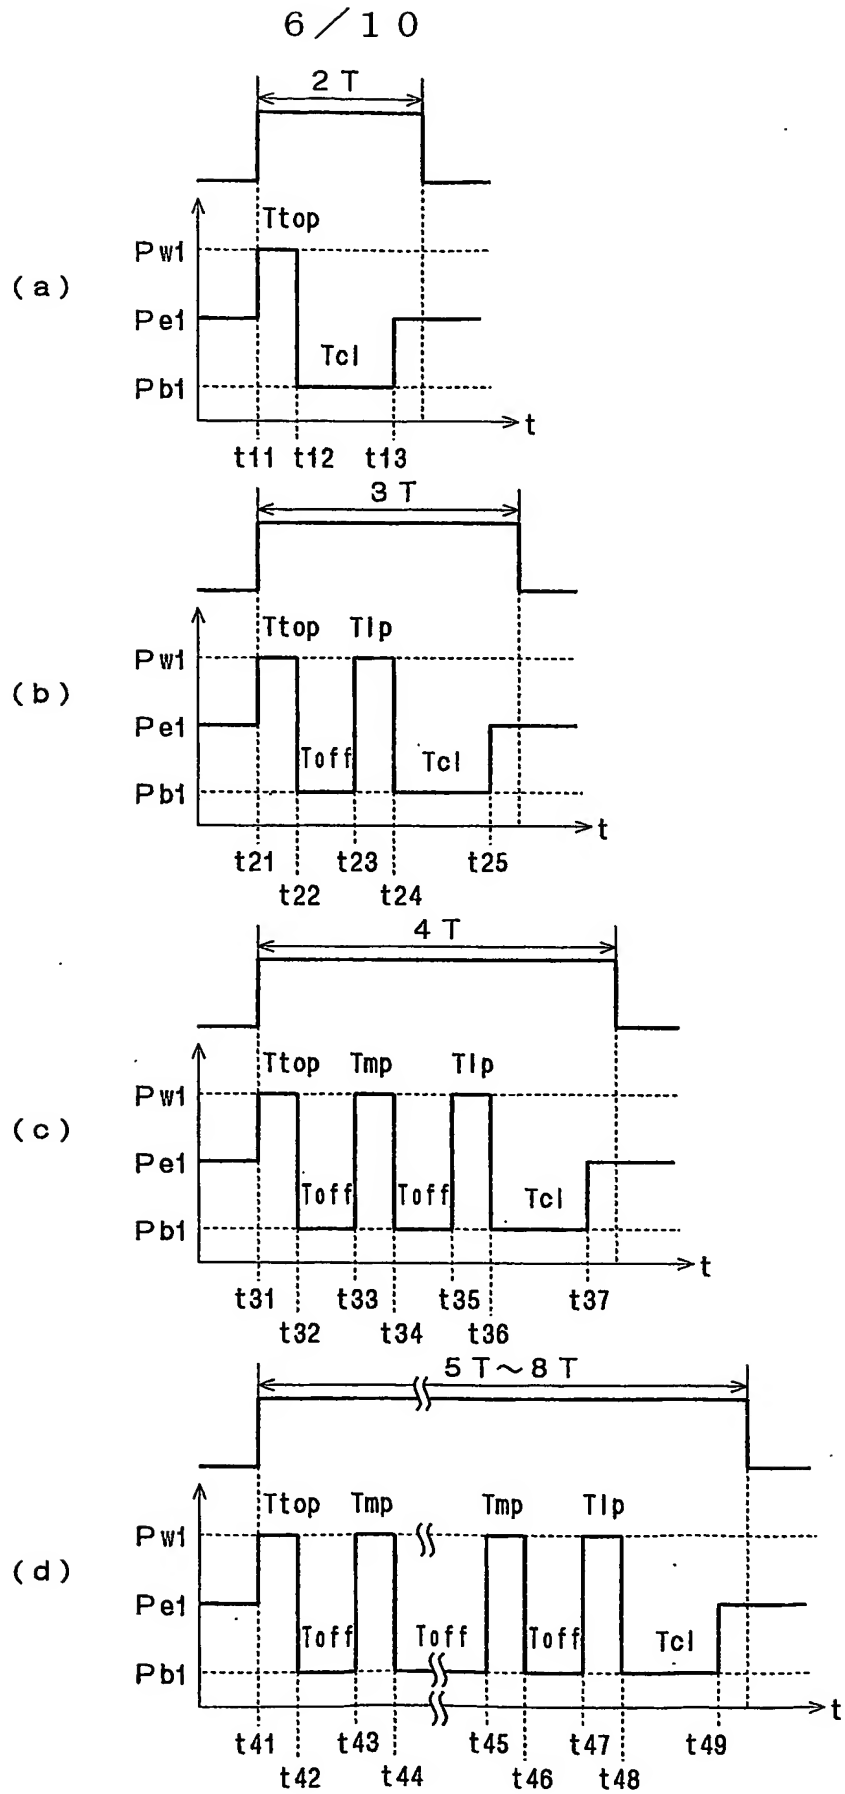 6/10
2T
Ttop
Pw1
(a)
Pe1
Tcl
Pb1
t
t11 t12 t13
3T
Ttop Tlp
Pw1
(b)
Pe1
Toff Tcl
Pb1
t
t21 t23 t25
t22 t24
4T
Ttop Tmp Tlp
Pw1
(c)
Pe1
Toff Toff Tcl
Pb1
t
t31 t33 t35 t37
t32 t34 t36
5T~8T
Ttop Tmp Tmp Tlp
Pw1
(d)
Pe1
Toff Toff Toff Tcl
Pb1
t
t41 t43 t45 t47 t49
t42 t44 t46 t48